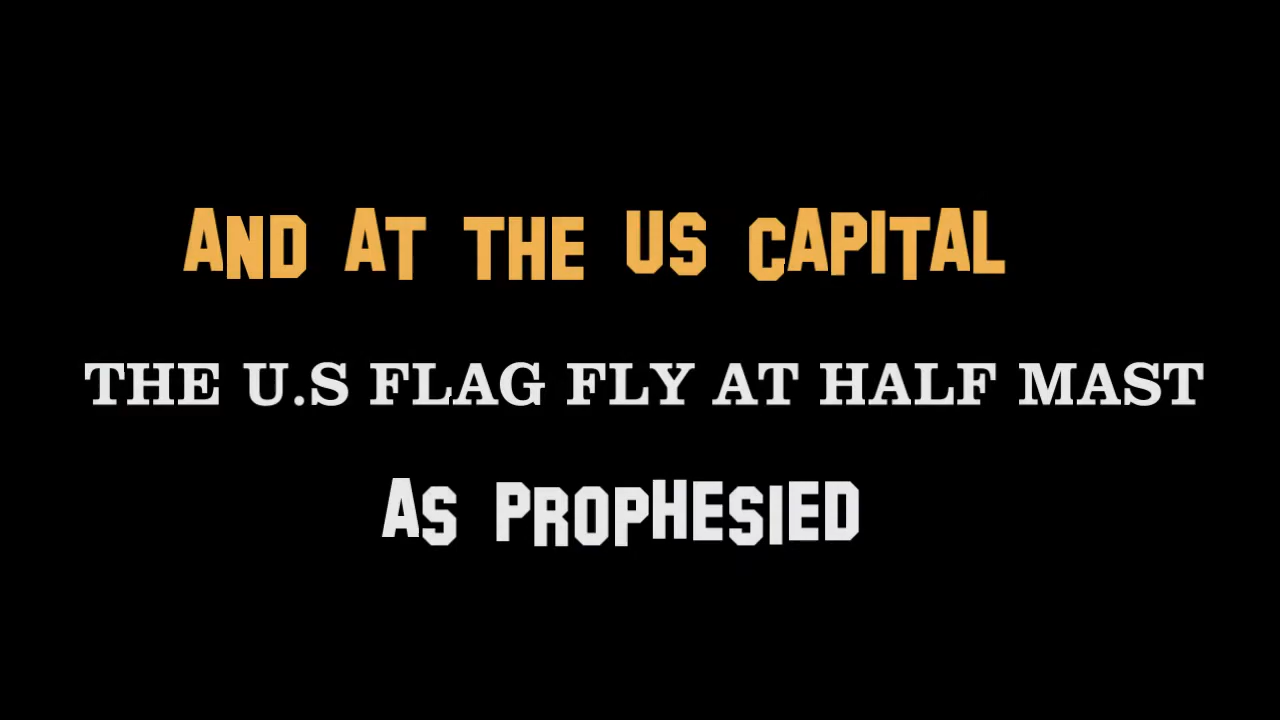 AND AT THE US CAPITAL
THE U.S FLAG FLY AT HALF MAST
AS PROPHESIED